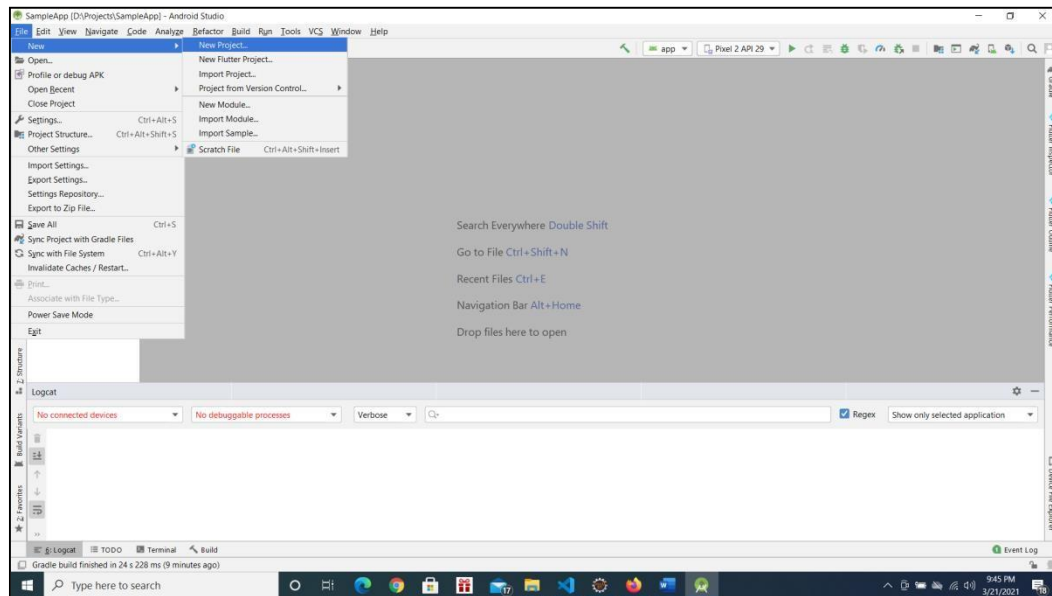 SampleApp [D:\Projects\SampleApp] - Android Studio
File Edit View Navigate Code Analyze Refactor Build Run Tools VCS Window Help
New
New Project...
app
Pixel 2 API 29
Open...
New Flutter Project...
Profile or debug APK
Import Project...
Open Recent
Project from Version Control...
Close Project
New Module...
Settings... Ctrl+Alt+S
Import Module...
Project Structure... Ctrl+Alt+Shift+S
Import Sample...
Other Settings
Scratch File Ctrl+Alt+Shift+Insert
Import Settings...
Export Settings...
Settings Repository...
Export to Zip File...
Save All Ctrl+S
Sync Project with Gradle Files
Sync with File System Ctrl+Alt+Y
Invalidate Caches / Restart...
Print...
Associate with File Type...
Power Save Mode
Exit
Search Everywhere Double Shift
Go to File Ctrl+Shift+N
Recent Files Ctrl+E
Navigation Bar Alt+Home
Drop files here to open
Z: Structure
Build Variants
2: Favorites
Logcat
No connected devices
No debuggable processes
Verbose
Regex
Show only selected application
6: Logcat
TODO
Terminal
Build
Event Log
Gradle build finished in 24 s 228 ms (9 minutes ago)
Type here to search
17
9:45 PM
3/21/2021
18